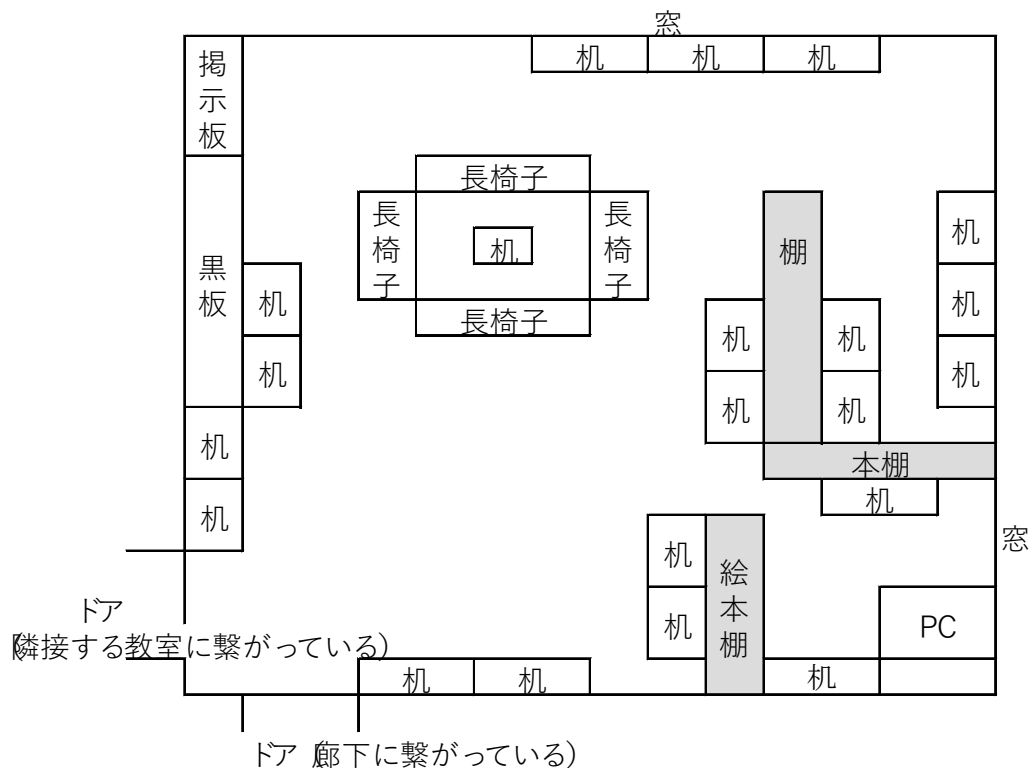 窓
机 机 机
掲示板
長椅子
長椅子
机
長椅子
長椅子
黒板
机
机
机
机
棚
机
机
机
机
机
机
机
本棚
机
窓
机
机
絵本棚
PC
机
机 机
ドア
(隣接する教室に繋がっている)
ドア (廊下に繋がっている)